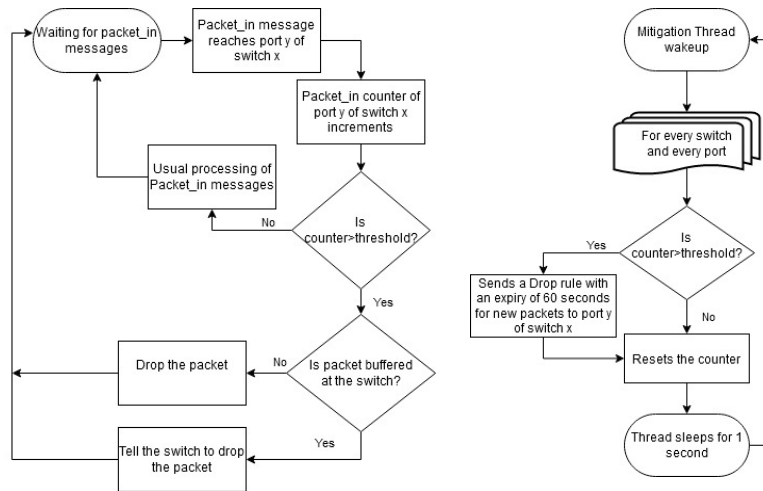 Waiting for packet_in
messages
Packet_in message
reaches port y of
switch x
Packet_in counter of
port y of switch x
increments
Usual processing of
Packet_in messages
No
Is
counter>threshold?
Yes
Is packet buffered
at the switch?
No
Drop the packet
Yes
Tell the switch to drop
the packet
Mitigation Thread
wakeup
For every switch
and every port
Is
counter>threshold?
Yes
Sends a Drop rule with
an expiry of 60 seconds
for new packets to port y
of switch x
No
Resets the counter
Thread sleeps for 1
second